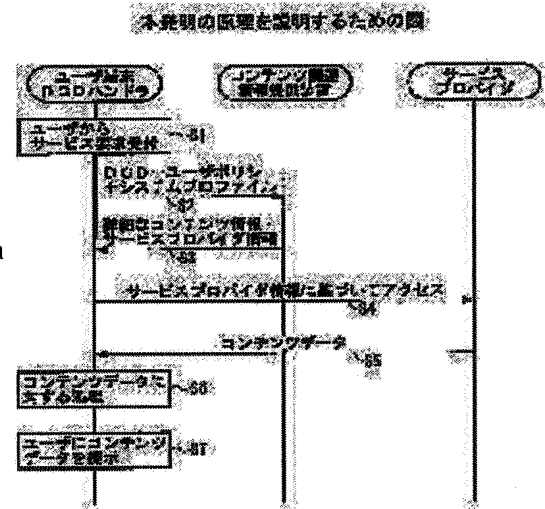 本発明の原理を説明するための図
ユーザ端末
DCDハンドラ
コンテンツ関連
情報提供装置
サービス
プロバイダ
ユーザから
サービス要求受付
S1
DCD・ユーザポリシ
+システムプロファイル
S2
詳細なコンテンツ情報・
サービスプロバイダ情報
S3
サービスプロバイダ情報に基づいてアクセス
S4
コンテンツデータ
S5
コンテンツデータに
対する処理
S6
ユーザにコンテンツ
データを提示
S7